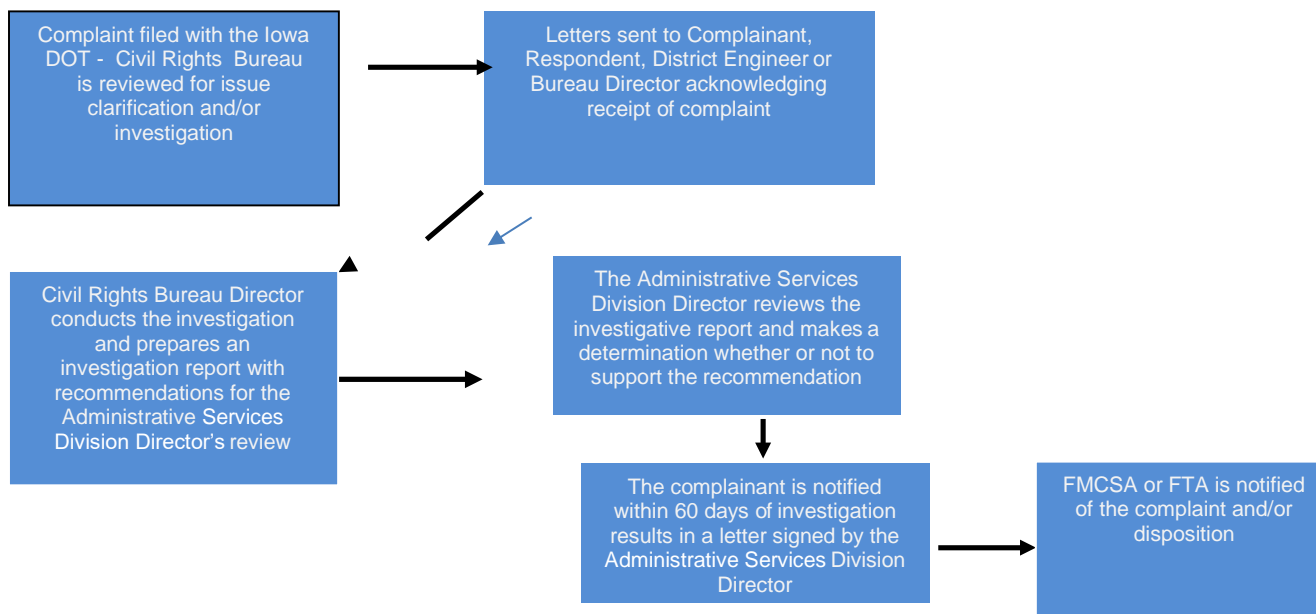 Complaint filed with the Iowa
DOT - Civil Rights Bureau
is reviewed for issue
clarification and/or
investigation
Letters sent to Complainant,
Respondent, District Engineer or
Bureau Director acknowledging
receipt of complaint
Civil Rights Bureau Director
conducts the investigation
and prepares an
investigation report with
recommendations for the
Administrative Services
Division Director's review
The Administrative Services
Division Director reviews the
investigative report and makes a
determination whether or not to
support the recommendation
The complainant is notified
within 60 days of investigation
results in a letter signed by the
Administrative Services Division
Director
FMCSA or FTA is notified
of the complaint and/or
disposition